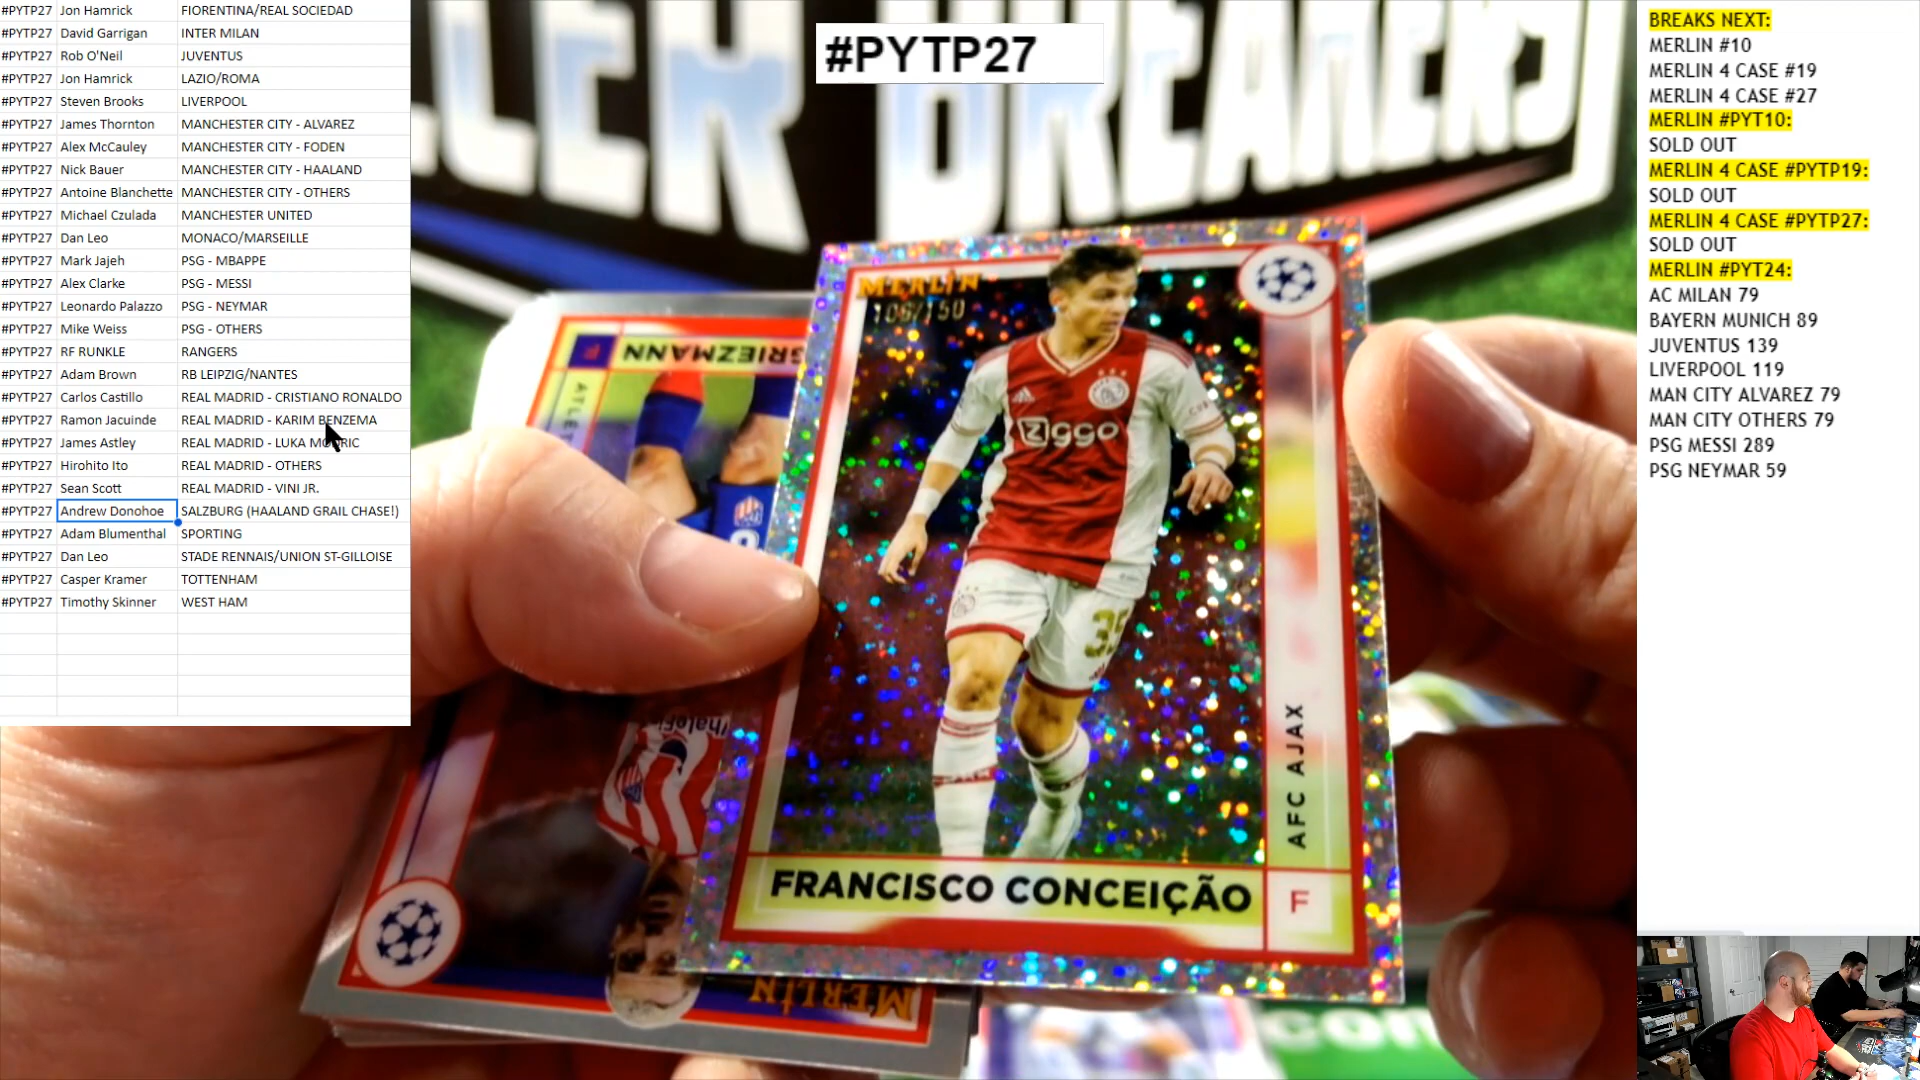 #PYTP27 Jon Hamrick FIORENTINA/REAL SOCIEDAD
#PYTP27 David Garrigan INTER MILAN
#PYTP27 Rob O'Neil JUVENTUS
#PYTP27 Jon Hamrick LAZIO/ROMA
#PYTP27 Steven Brooks LIVERPOOL
#PYTP27 James Thornton MANCHESTER CITY - ALVAREZ
#PYTP27 Alex McCauley MANCHESTER CITY - FODEN
#PYTP27 Nick Bauer MANCHESTER CITY - HAALAND
#PYTP27 Antoine Blanchette MANCHESTER CITY - OTHERS
#PYTP27 Michael Czulada MANCHESTER UNITED
#PYTP27 Dan Leo MONACO/MARSEILLE
#PYTP27 Mark Jajeh PSG - MBAPPE
#PYTP27 Alex Clarke PSG - MESSI
#PYTP27 Leonardo Palazzo PSG - NEYMAR
#PYTP27 Mike Weiss PSG - OTHERS
#PYTP27 RF RUNKLE RANGERS
#PYTP27 Adam Brown RB LEIPZIG/NANTES
#PYTP27 Carlos Castillo REAL MADRID - CRISTIANO RONALDO
#PYTP27 Ramon Jacuinde REAL MADRID - KARIM BENZEMA
#PYTP27 James Astley REAL MADRID - LUKA MODRIC
#PYTP27 Hirohito Ito REAL MADRID - OTHERS
#PYTP27 Sean Scott REAL MADRID - VINI JR.
#PYTP27 Andrew Donohoe SALZBURG (HAALAND GRAIL CHASE!)
#PYTP27 Adam Blumenthal SPORTING
#PYTP27 Dan Leo STADE RENNAIS/UNION ST-GILLOISE
#PYTP27 Casper Kramer TOTTENHAM
#PYTP27 Timothy Skinner WEST HAM
#PYTP27
BREAKERS
MERLIN
/150
Ziggo
35
AFC AJAX
FRANCISCO CONCEIÇÃO
F
GRIEZMANN
F
MERLIN
BREAKS NEXT:
MERLIN #10
MERLIN 4 CASE #19
MERLIN 4 CASE #27
MERLIN #PYT10:
SOLD OUT
MERLIN 4 CASE #PYTP19:
SOLD OUT
MERLIN 4 CASE #PYTP27:
SOLD OUT
MERLIN #PYT24:
AC MILAN 79
BAYERN MUNICH 89
JUVENTUS 139
LIVERPOOL 119
MAN CITY ALVAREZ 79
MAN CITY OTHERS 79
PSG MESSI 289
PSG NEYMAR 59